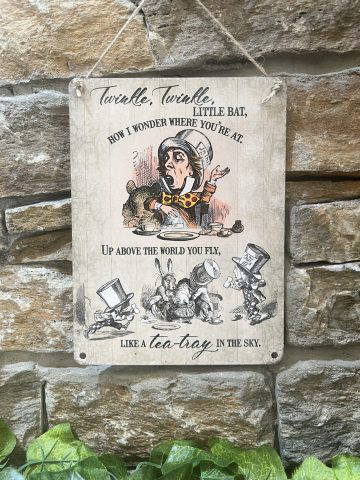 Twinkle, Twinkle,
LITTLE BAT,
HOW I WONDER WHERE YOU'RE AT.
UP ABOVE THE WORLD YOU FLY,
LIKE A tea-tray IN THE SKY.